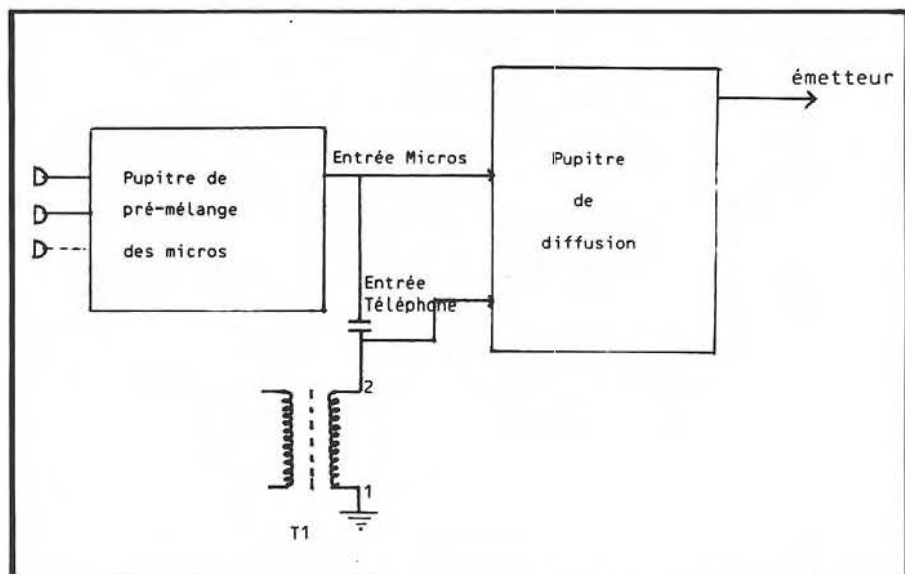 émetteur
Entrée Micros
Pupitre de
pré-mélange
des micros
Pupitre
de
diffusion
Entrée
Téléphone
2
1
T1